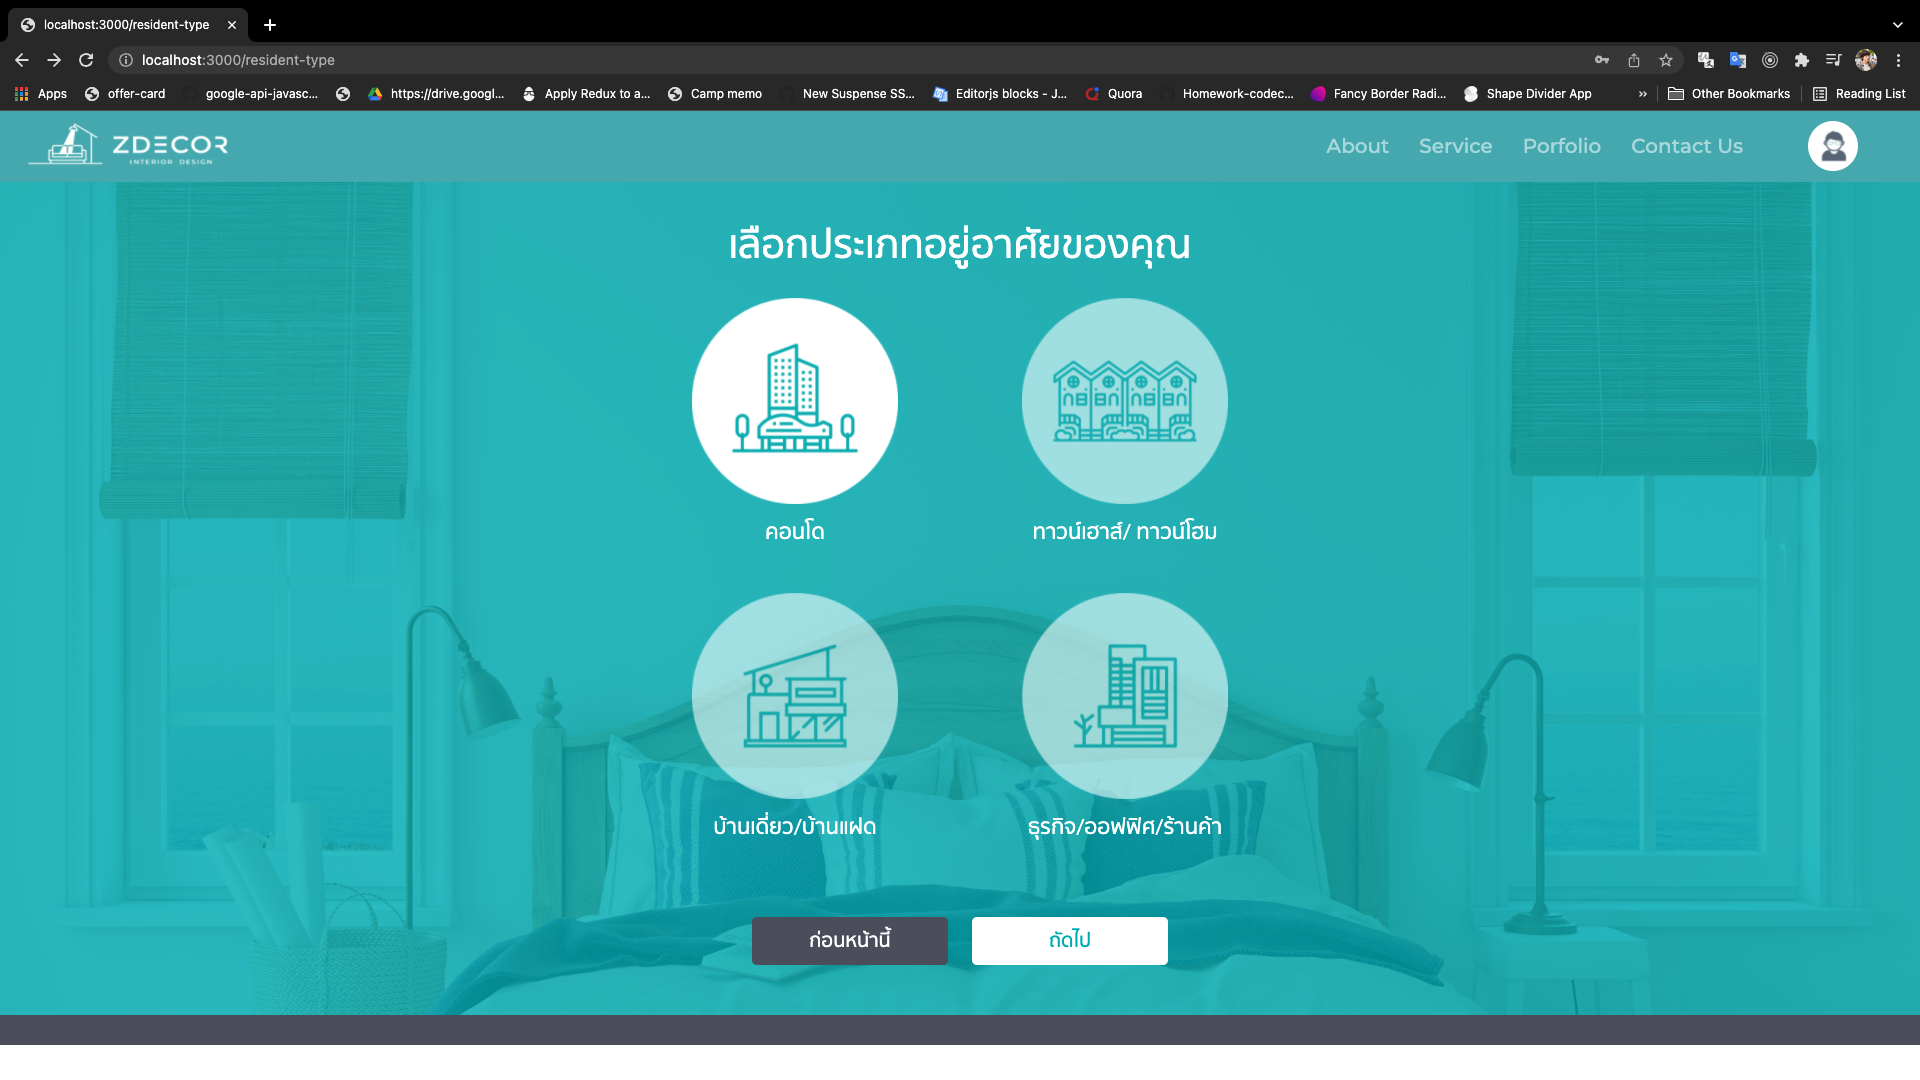 localhost:3000/resident-type
localhost:3000/resident-type
Apps offer-card google-api-javasc... https://drive.googl... Apply Redux to a... Camp memo New Suspense SS... Editorjs blocks - J... Quora Homework-codec... Fancy Border Radi... Shape Divider App » Other Bookmarks Reading List
ZDECOR
INTERIOR DESIGN
About Service Porfolio Contact Us
เลือกประเภทอยู่อาศัยของคุณ
คอนโด
ทาวน์เฮาส์/ ทาวน์โฮม
บ้านเดี่ยว/บ้านแฝด
ธุรกิจ/ออฟฟิศ/ร้านค้า
ก่อนหน้านี้ ถัดไป